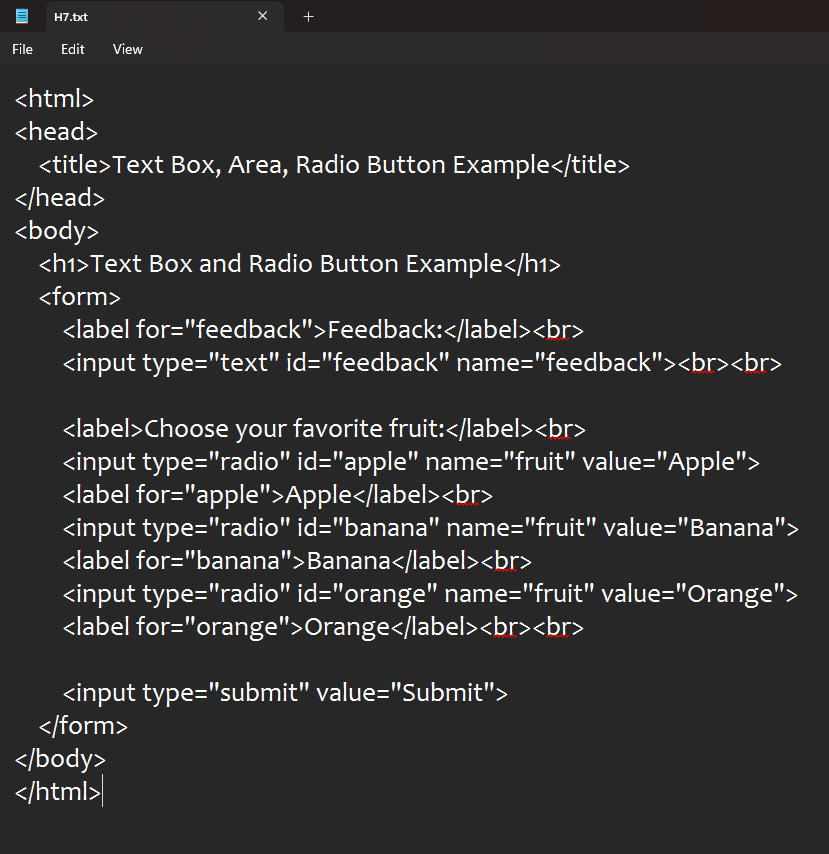 H7.txt
File Edit View
<html>
<head>
    <title>Text Box, Area, Radio Button Example</title>
</head>
<body>
    <h1>Text Box and Radio Button Example</h1>
    <form>
        <label for="feedback">Feedback:</label><br>
        <input type="text" id="feedback" name="feedback"><br><br>

        <label>Choose your favorite fruit:</label><br>
        <input type="radio" id="apple" name="fruit" value="Apple">
        <label for="apple">Apple</label><br>
        <input type="radio" id="banana" name="fruit" value="Banana">
        <label for="banana">Banana</label><br>
        <input type="radio" id="orange" name="fruit" value="Orange">
        <label for="orange">Orange</label><br><br>

        <input type="submit" value="Submit">
    </form>
</body>
</html>